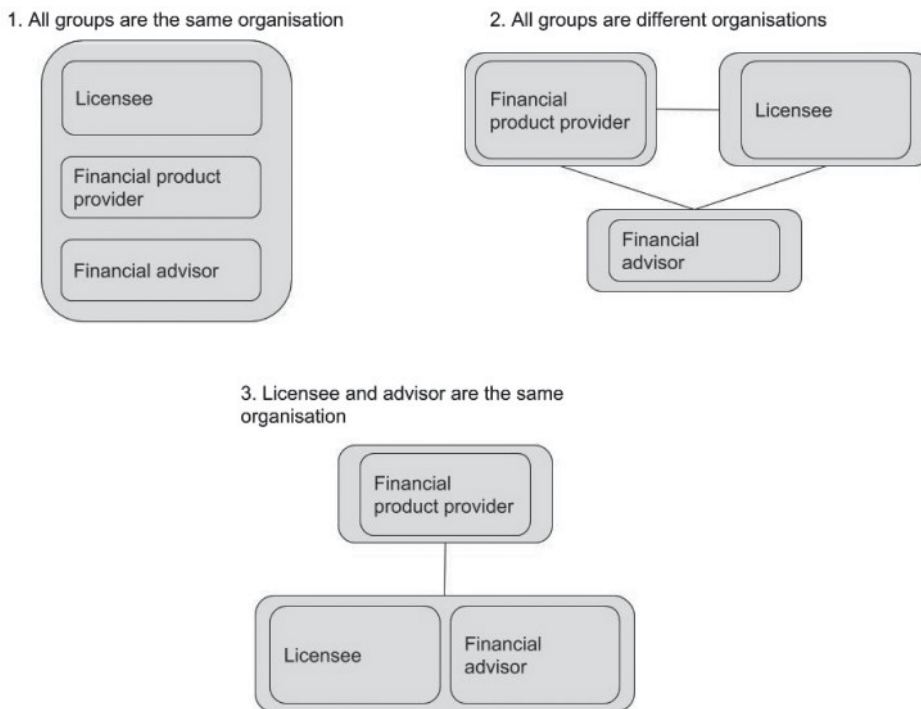 1. All groups are the same organisation
Licensee
Financial product
provider
Financial advisor
2. All groups are different organisations
Financial
product provider
Licensee
Financial
advisor
3. Licensee and advisor are the same
organisation
Financial
product provider
Licensee
Financial
advisor